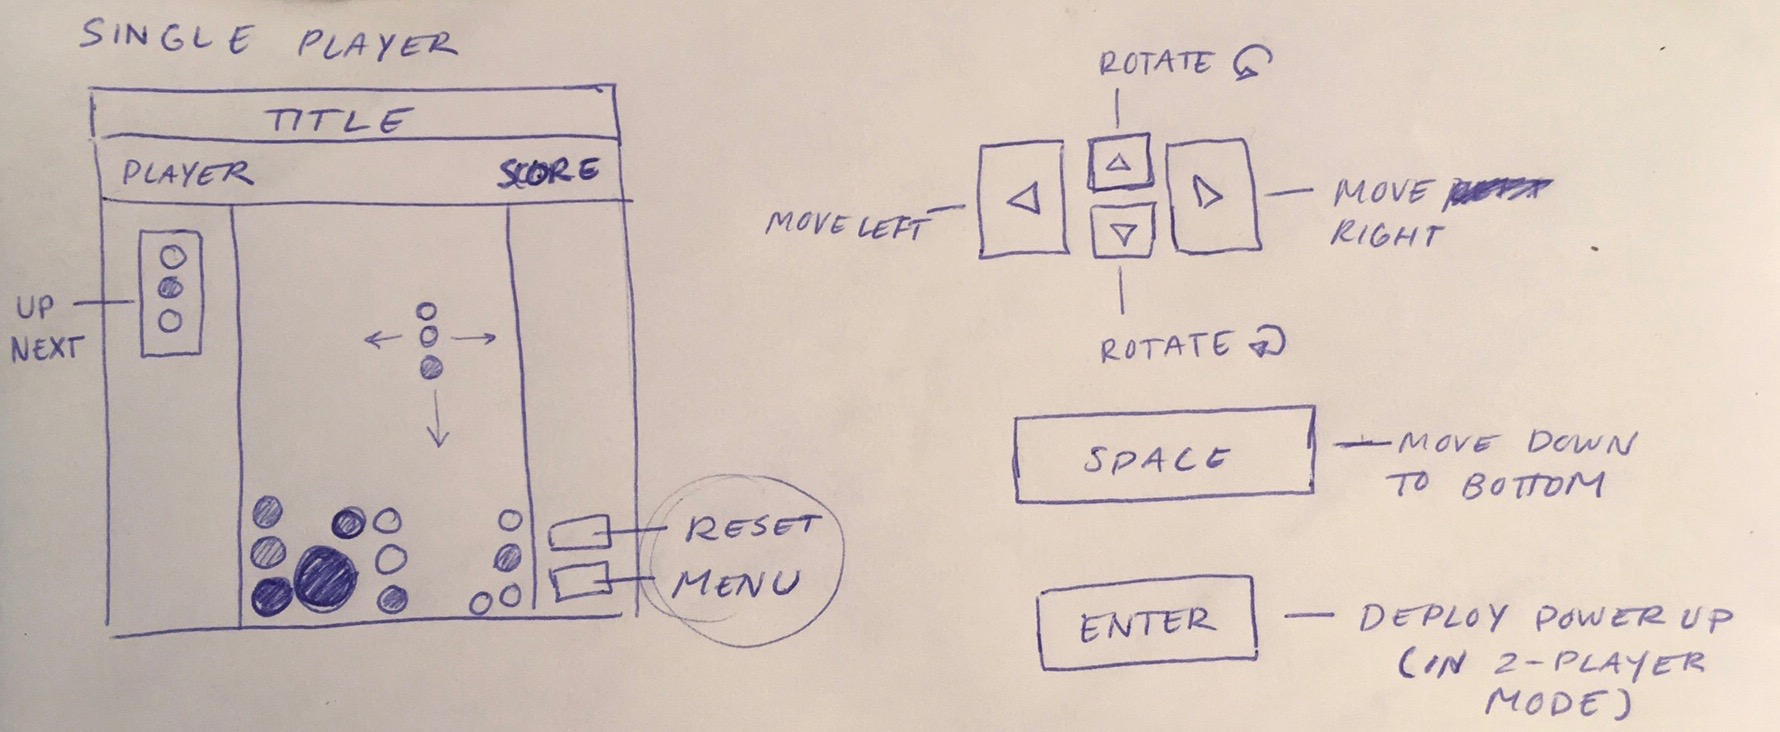 SINGLE PLAYER
TITLE
PLAYER SCORE
UP
NEXT
RESET
MENU
ROTATE
MOVE LEFT
MOVE
RIGHT
ROTATE
SPACE
MOVE DOWN
TO BOTTOM
ENTER
DEPLOY POWER UP
(IN 2-PLAYER
MODE)